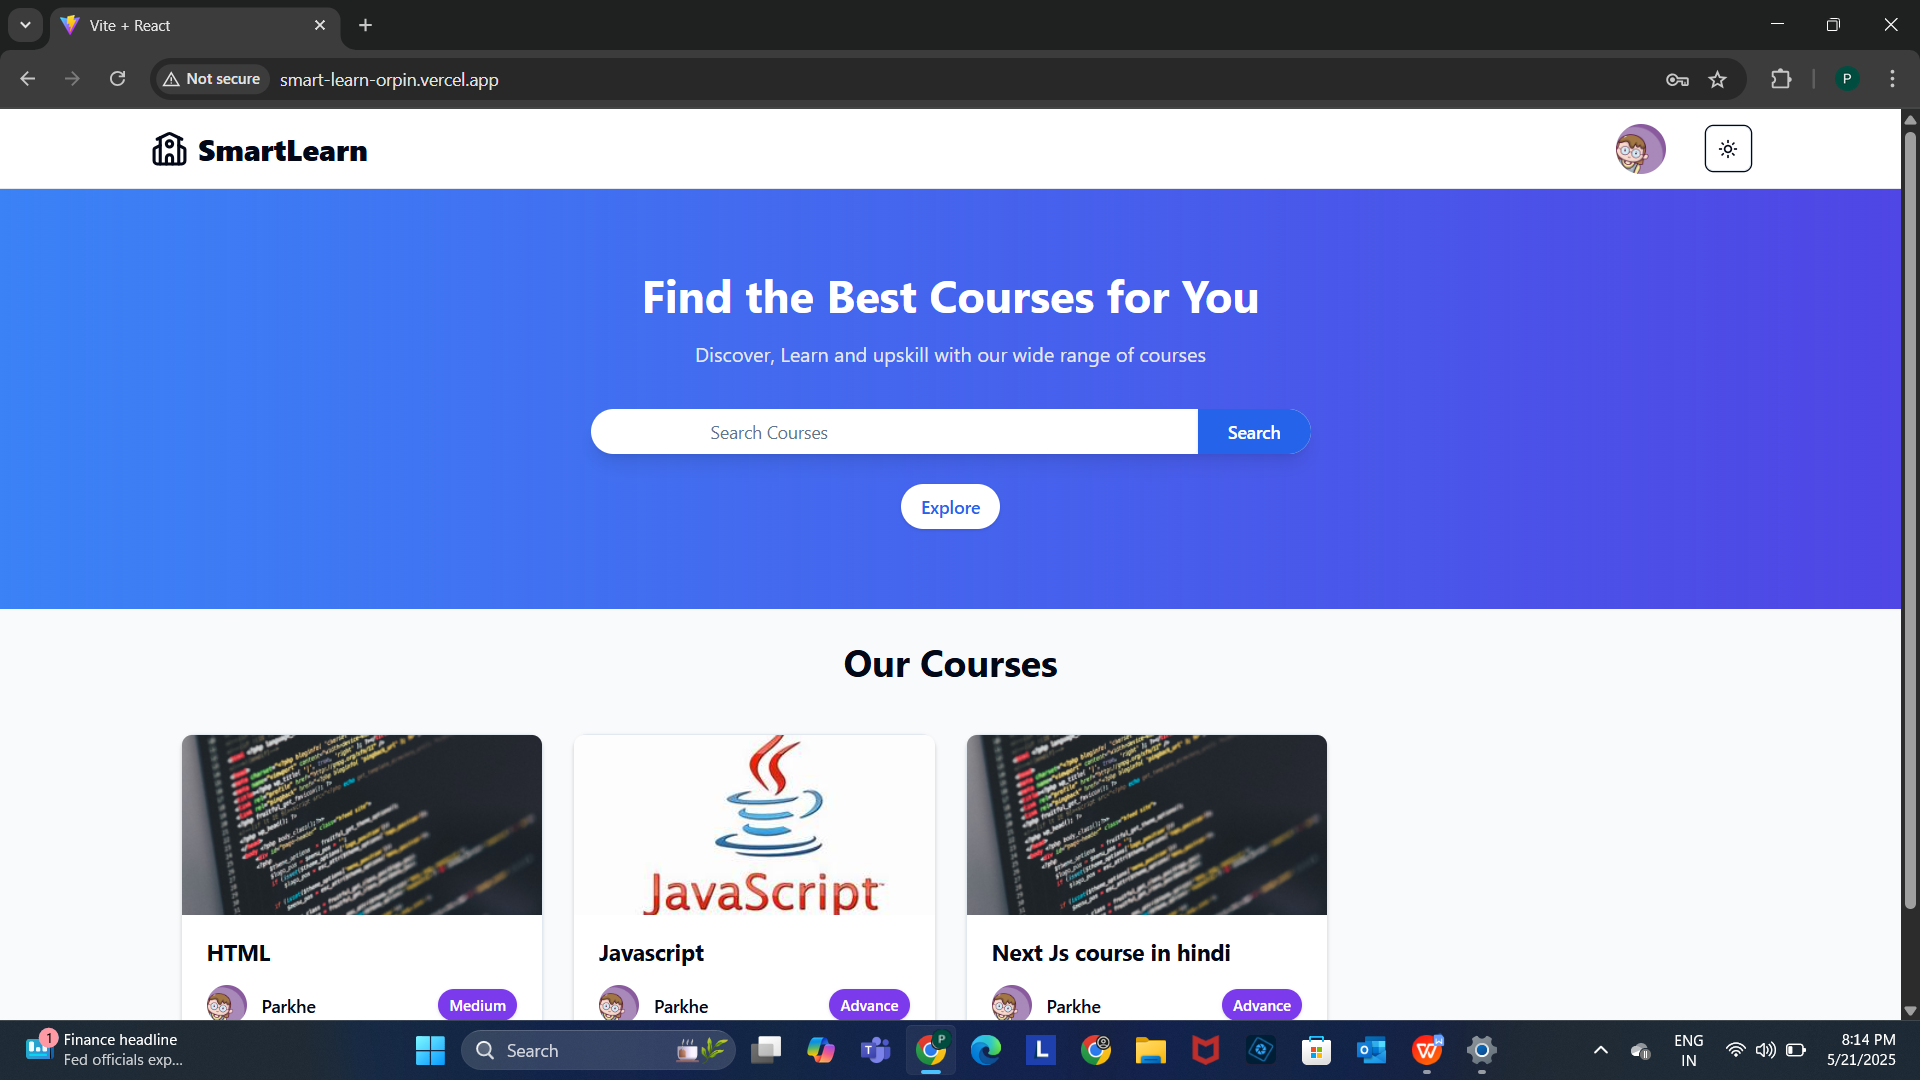 Vite + React
Not secure
smart-learn-orpin.vercel.app
P
SmartLearn
Find the Best Courses for You
Discover, Learn and upskill with our wide range of courses
Search Courses
Search
Explore
Our Courses
JavaScript
HTML
Javascript
Next Js course in hindi
Parkhe
Medium
Parkhe
Advance
Parkhe
Advance
1
Finance headline
Fed officials exp...
Search
P
L
ENG
IN
8:14 PM
5/21/2025